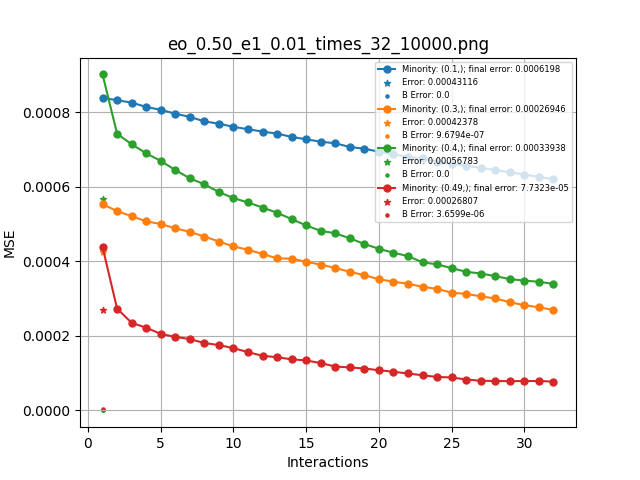 eo_0.50_e1_0.01_times_32_10000.png
Minority: (0.1,); final error: 0.0006198
Error: 0.00043116
B Error: 0.0
Minority: (0.3,); final error: 0.00026946
Error: 0.00042378
B Error: 9.6794e-07
Minority: (0.4,); final error: 0.00033938
Error: 0.00056783
B Error: 0.0
Minority: (0.49,); final error: 7.7323e-05
Error: 0.00026807
B Error: 3.6599e-06
MSE
0.0008
0.0006
0.0004
0.0002
0.0000
0 5 10 15 20 25 30
Interactions